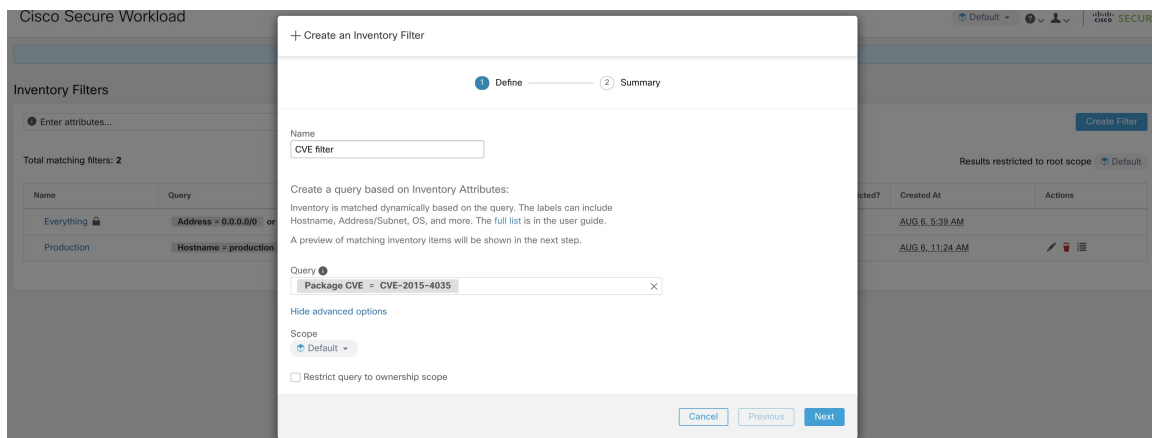 Cisco Secure Workload
Default
CISCO SECUR
+ Create an Inventory Filter
1 Define 2 Summary
Inventory Filters
Enter attributes...
Create Filter
Name
CVE filter
Total matching filters: 2
Results restricted to root scope Default
Create a query based on Inventory Attributes:
Inventory is matched dynamically based on the query. The labels can include
Hostname, Address/Subnet, OS, and more. The full list is in the user guide.
A preview of matching inventory items will be shown in the next step.
Name Query icted? Created At Actions
Everything Address = 0.0.0.0/0 or AUG 6, 5:39 AM
Production Hostname = production AUG 6, 11:24 AM
Query
Package CVE = CVE-2015-4035
Hide advanced options
Scope
Default
Restrict query to ownership scope
Cancel Previous Next